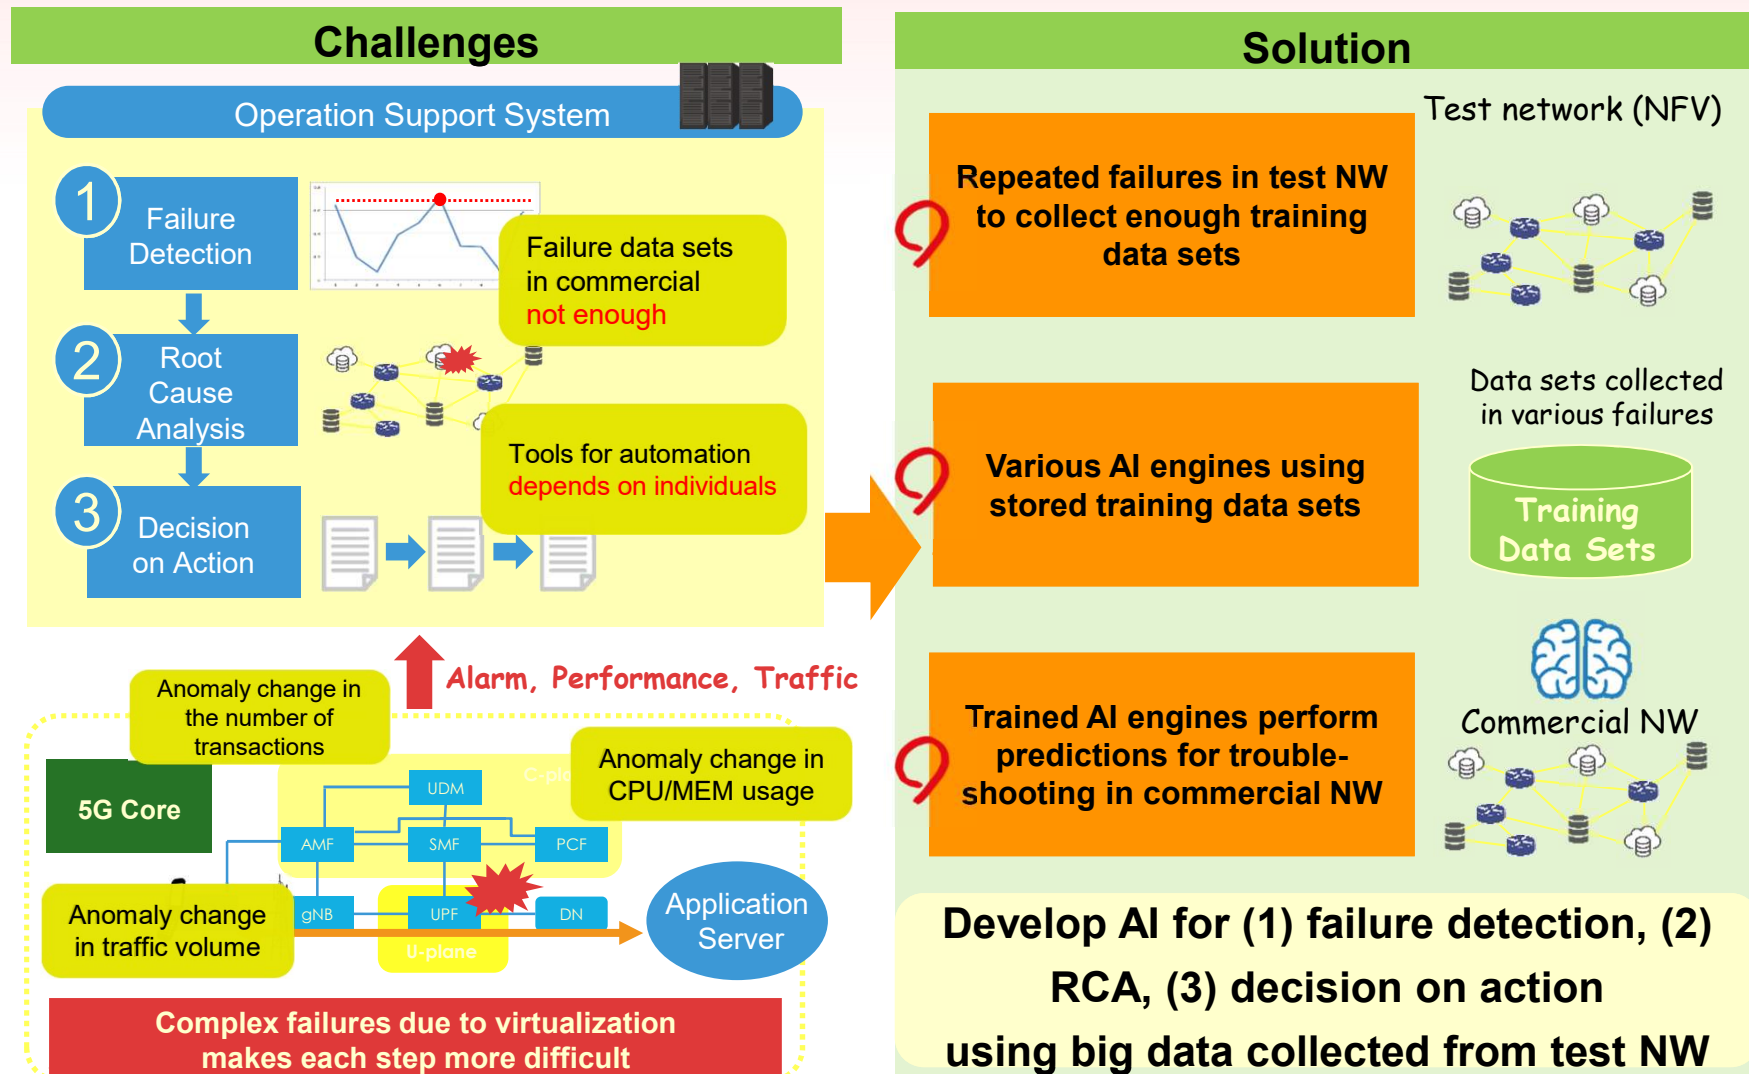 Challenges
Operation Support System
1
Failure
Detection
Failure data sets
in commercial
not enough
2
Root
Cause
Analysis
Tools for automation
depends on individuals
3
Decision
on Action
Alarm, Performance, Traffic
Anomaly change in
the number of
transactions
Anomaly change in
CPU/MEM usage
5G Core
UDM
AMF
SMF
PCF
Anomaly change
in traffic volume
gNB
UPF
DN
U-plane
Application
Server
Complex failures due to virtualization
makes each step more difficult
Solution
Test network (NFV)
Repeated failures in test NW
to collect enough training
data sets
Data sets collected
in various failures
Various AI engines using
stored training data sets
Training
Data Sets
Trained AI engines perform
predictions for trouble-
shooting in commercial NW
Commercial NW
Develop AI for (1) failure detection, (2)
RCA, (3) decision on action
using big data collected from test NW